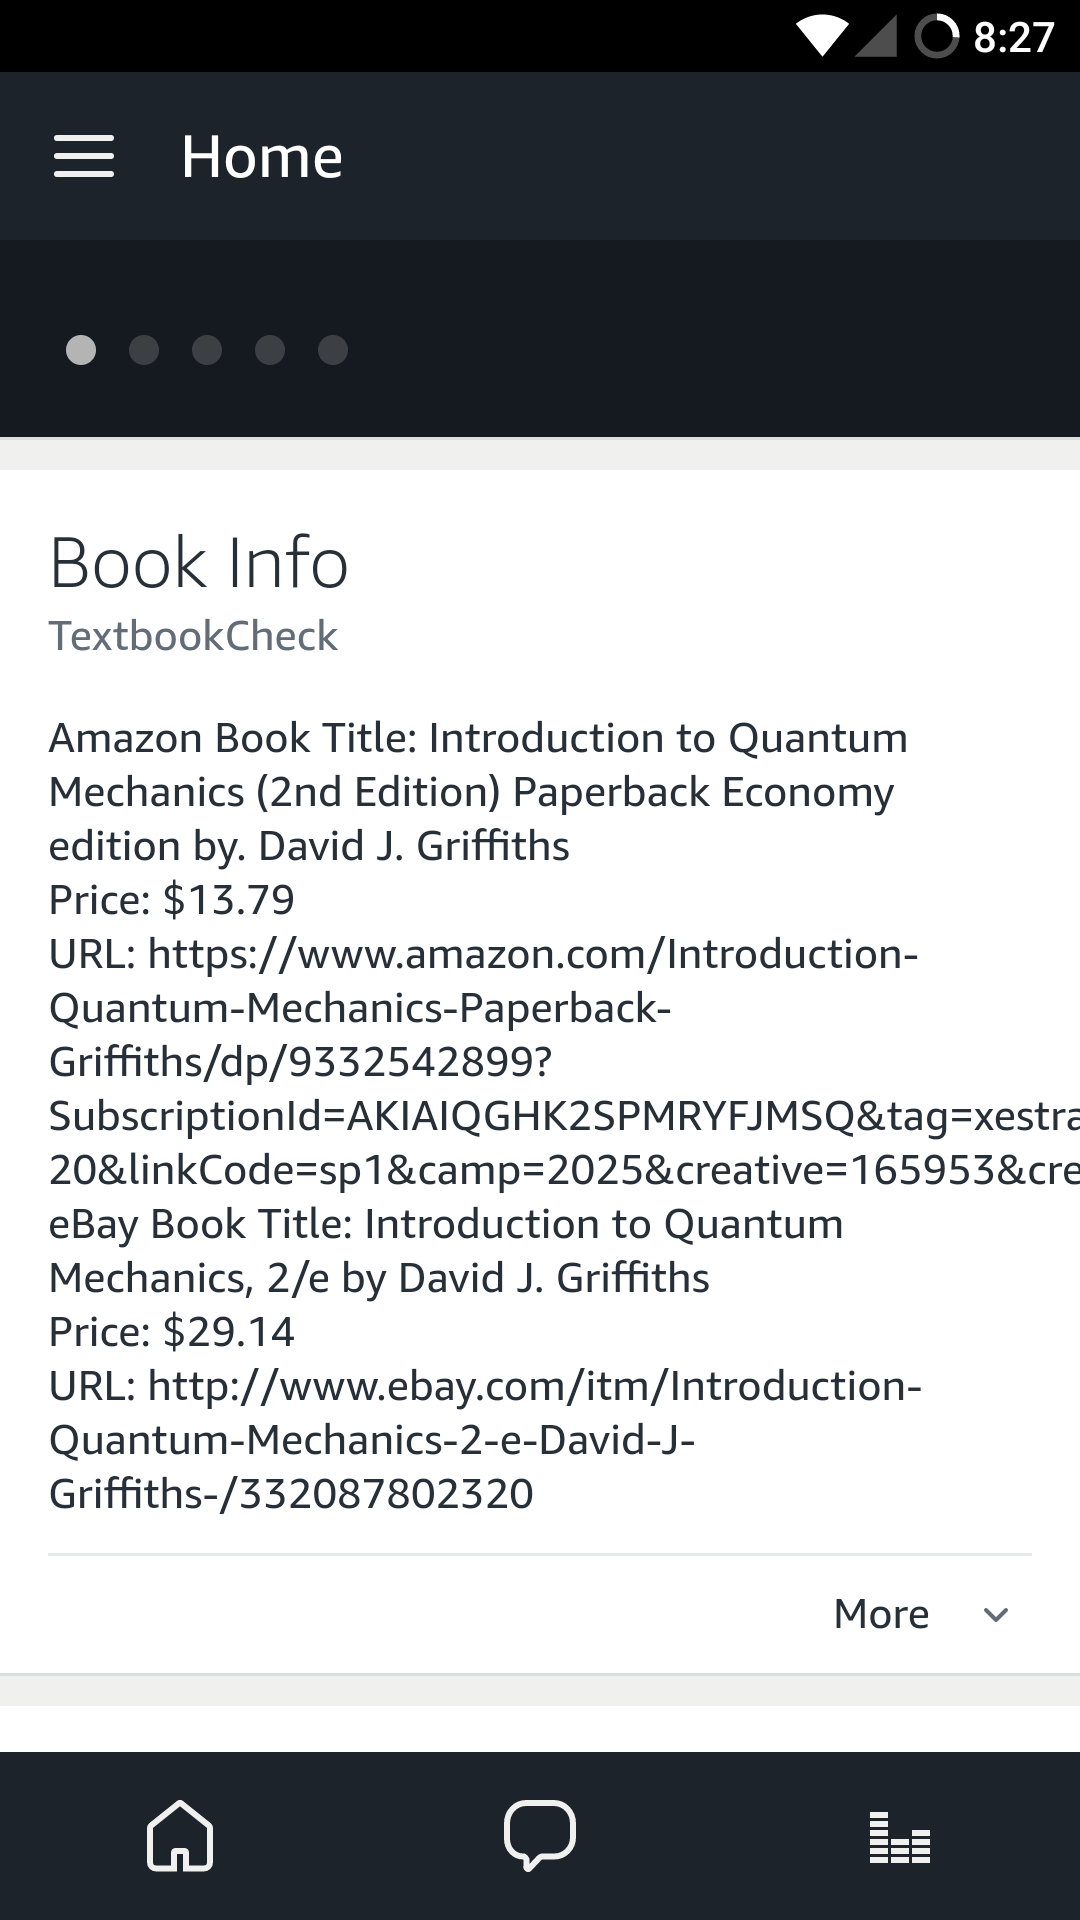 8:27
Home
Book Info
TextbookCheck
Amazon Book Title: Introduction to Quantum
Mechanics (2nd Edition) Paperback Economy
edition by. David J. Griffiths
Price: $13.79
URL: https://www.amazon.com/Introduction-
Quantum-Mechanics-Paperback-
Griffiths/dp/9332542899?
SubscriptionId=AKIAIQGHK2SPMRYFJMSQ&tag=xestra
20&linkCode=sp1&camp=2025&creative=165953&cre
eBay Book Title: Introduction to Quantum
Mechanics, 2/e by David J. Griffiths
Price: $29.14
URL: http://www.ebay.com/itm/Introduction-
Quantum-Mechanics-2-e-David-J-
Griffiths-/332087802320
More